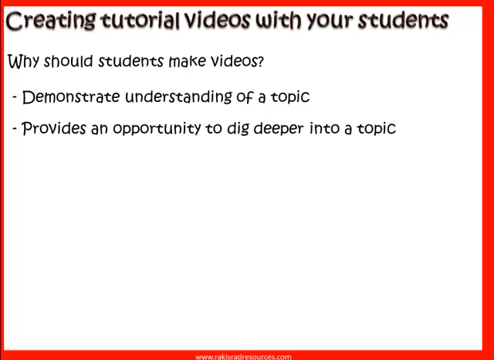 Creating tutorial videos with your students
Why should students make videos?
- Demonstrate understanding of a topic
- Provides an opportunity to dig deeper into a topic
www.rakisradresources.com